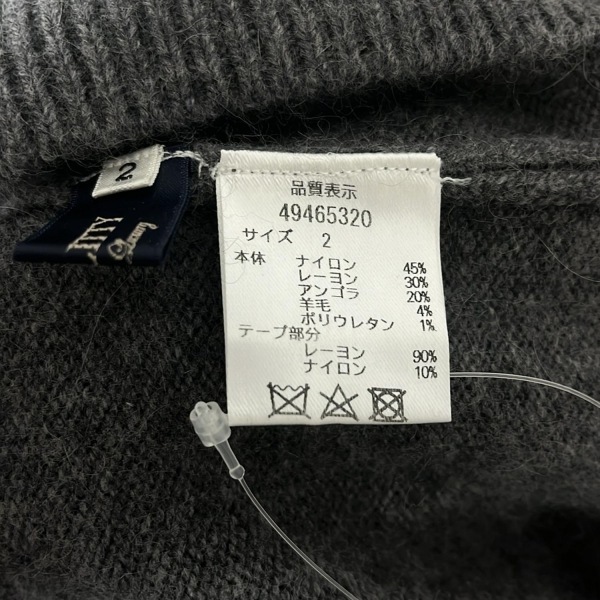 2
品質表示
49465320
サイズ 2
本体 ナイロン 45%
レーヨン 30%
アンゴラ 20%
羊毛 4%
ポリウレタン 1%
テープ部分
レーヨン 90%
ナイロン 10%